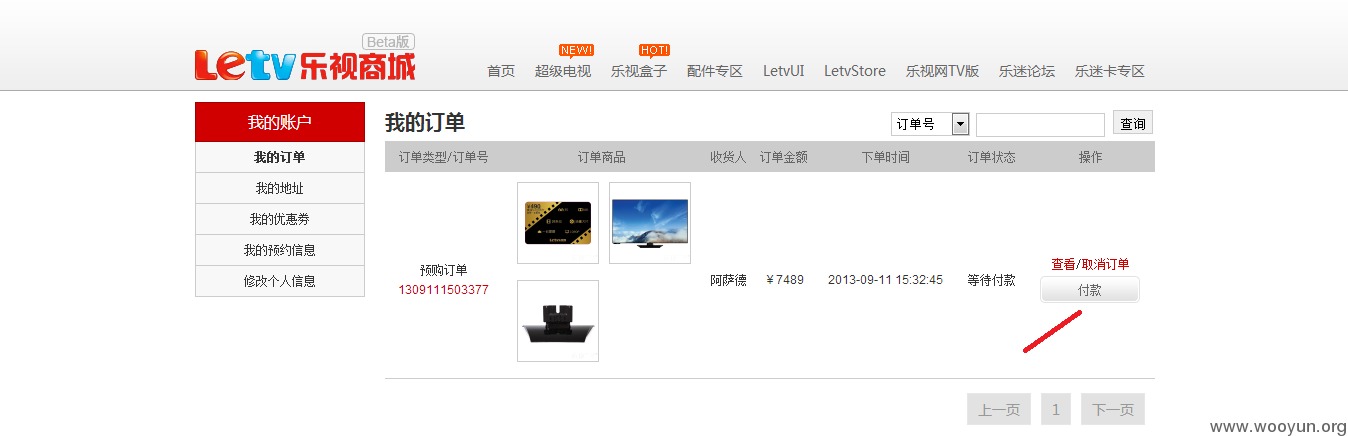 Beta版
Letv乐视商城
NEW!
HOT!
首页 超级电视 乐视盒子 配件专区 LetvUI LetvStore 乐视网TV版 乐迷论坛 乐迷卡专区
我的账户
我的订单
我的地址
我的优惠券
我的预约信息
修改个人信息
我的订单
订单号
查询
订单类型/订单号 订单商品 收货人 订单金额 下单时间 订单状态 操作
¥490
预购订单
1309111503377
阿萨德
¥7489
2013-09-11 15:32:45
等待付款
查看/取消订单
付款
上一页 1 下一页
www.wooyun.org